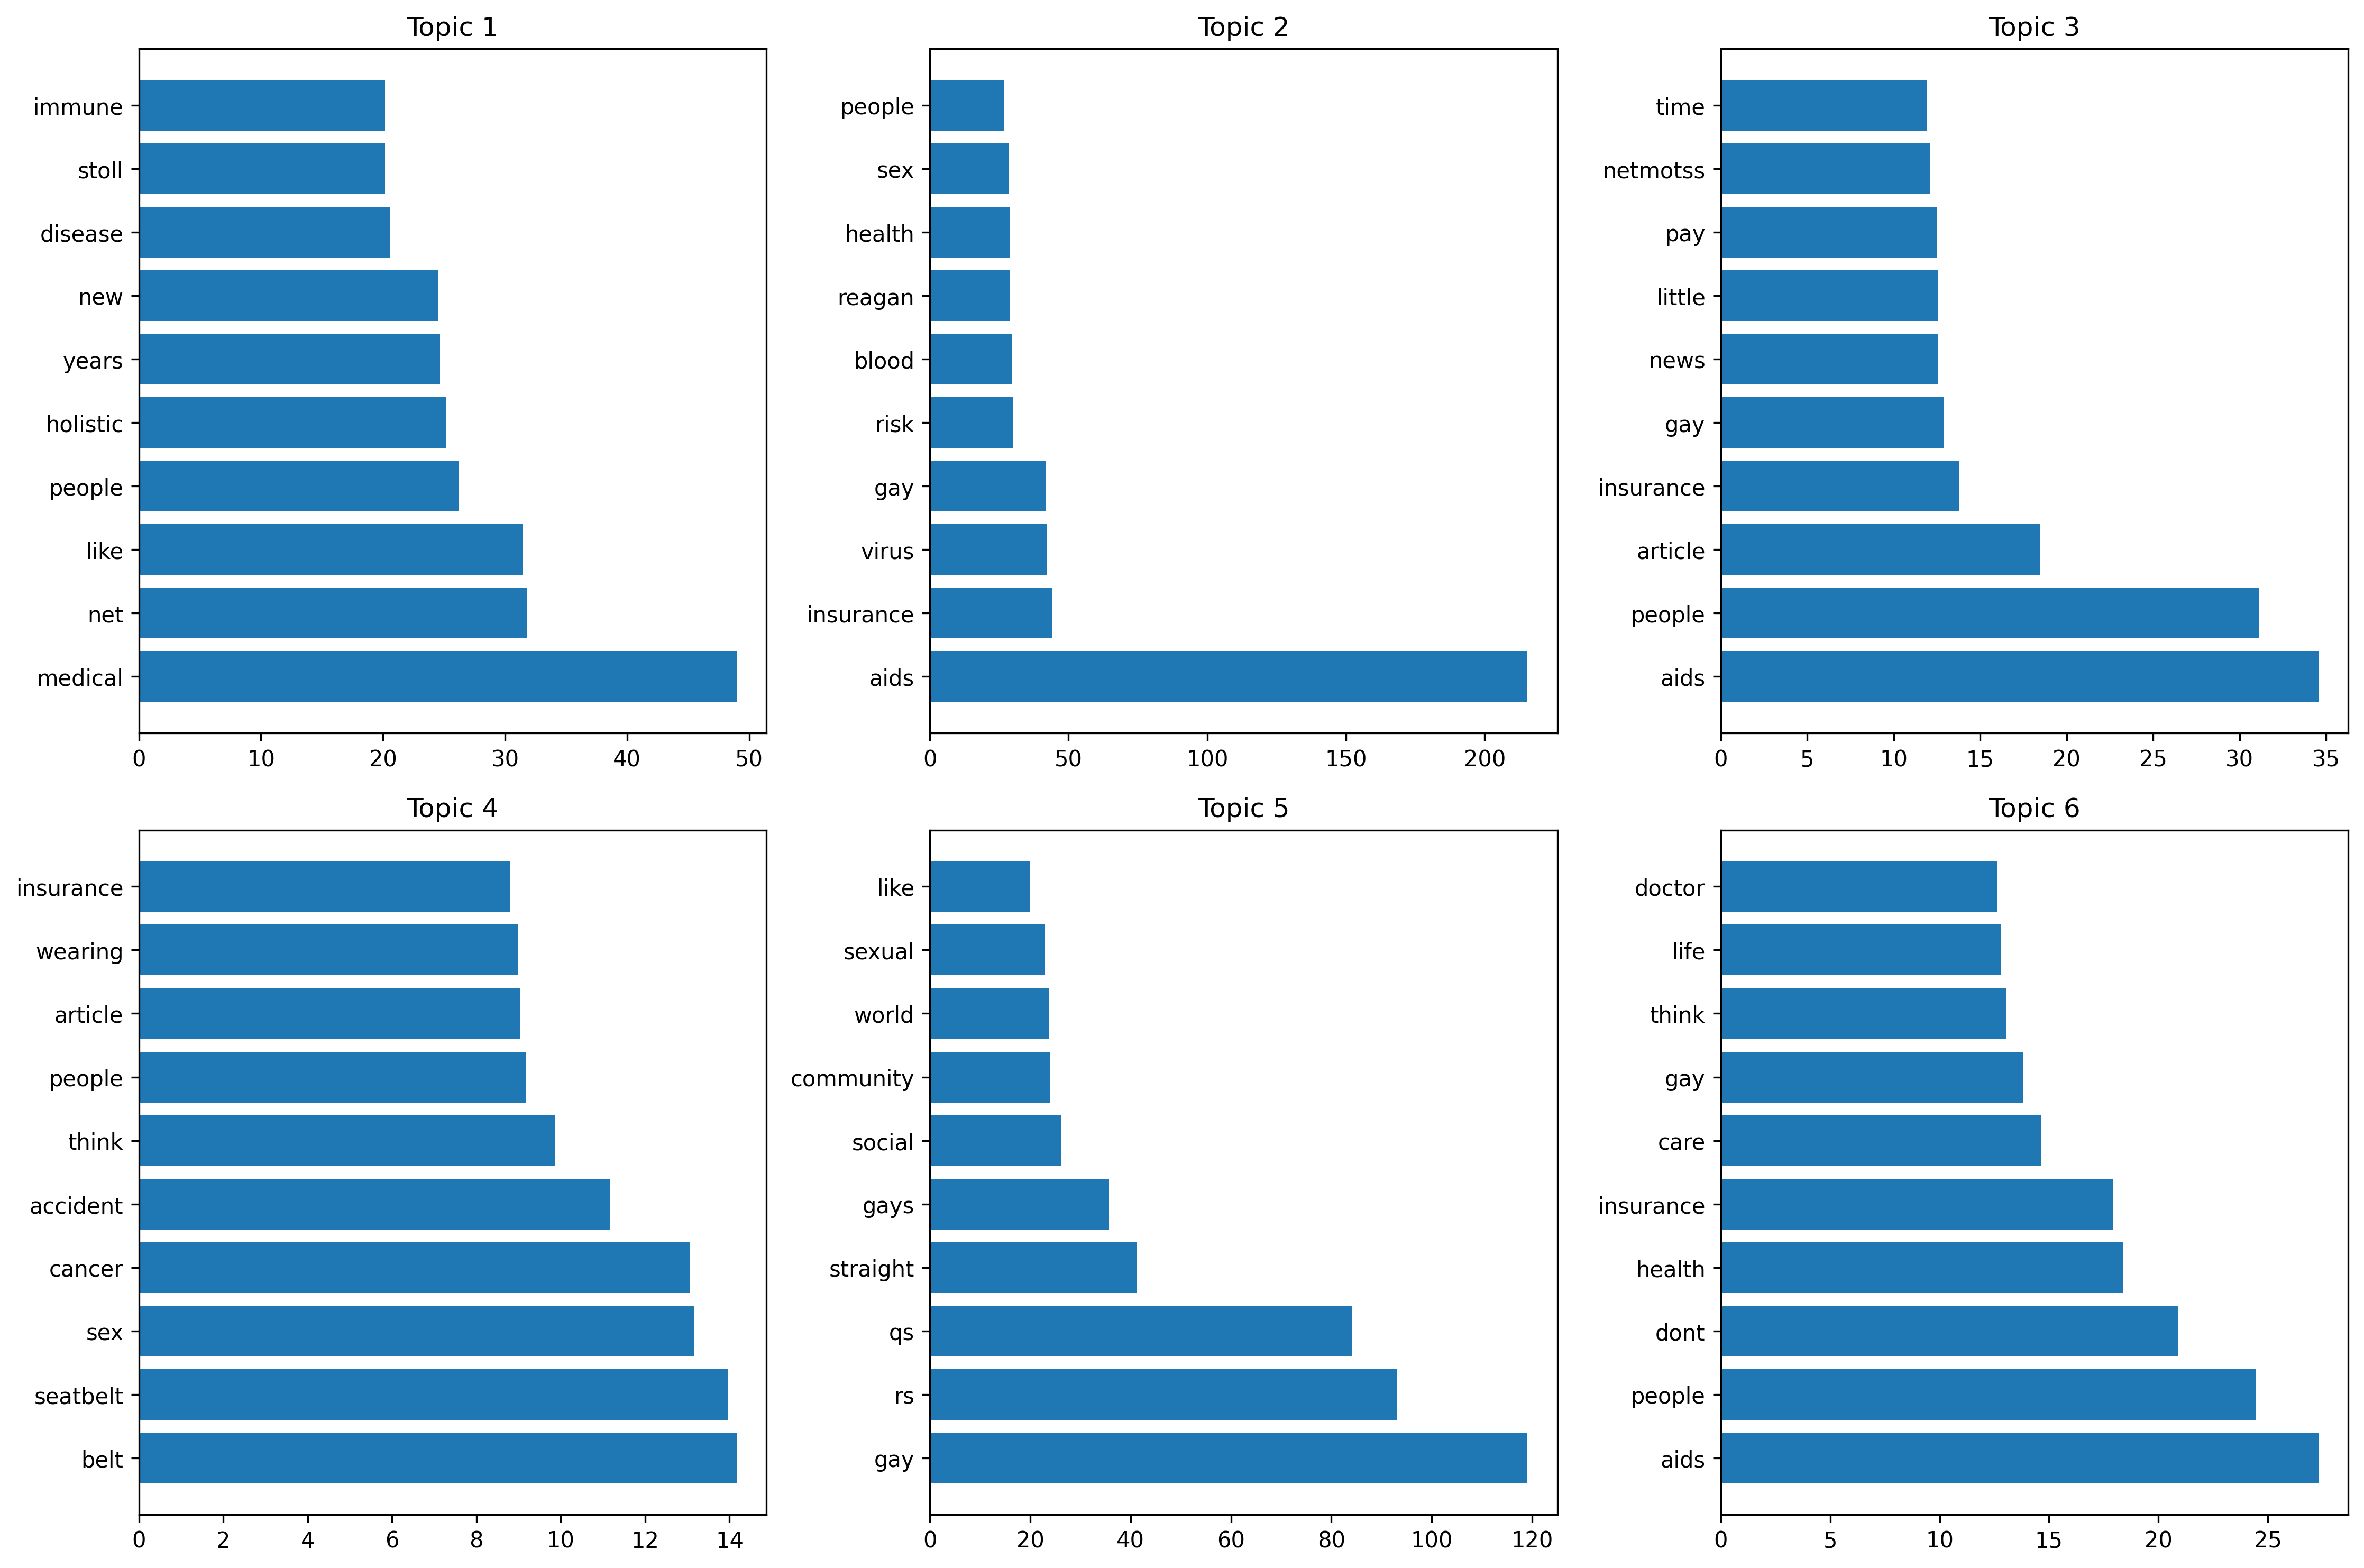 Topic 1
immune
stoll
disease
new
years
holistic
people
like
net
medical
0 10 20 30 40 50
Topic 2
people
sex
health
reagan
blood
risk
gay
virus
insurance
aids
0 50 100 150 200
Topic 3
time
netmotss
pay
little
news
gay
insurance
article
people
aids
0 5 10 15 20 25 30 35
Topic 4
insurance
wearing
article
people
think
accident
cancer
sex
seatbelt
belt
0 2 4 6 8 10 12 14
Topic 5
like
sexual
world
community
social
gays
straight
qs
rs
gay
0 20 40 60 80 100 120
Topic 6
doctor
life
think
gay
care
insurance
health
dont
people
aids
0 5 10 15 20 25